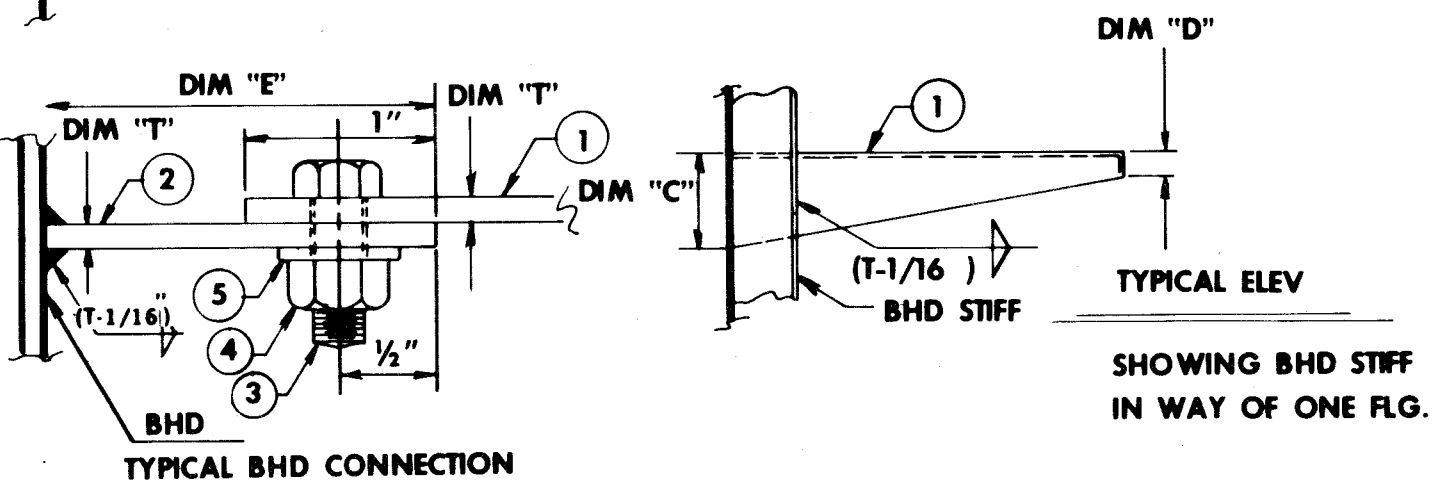 DIM "D"
DIM "E"
DIM "T"
1"
DIM "T"
1
1
2
DIM "C"
(T-1/16")
5
4
3
1/2"
BHD
TYPICAL BHD CONNECTION
(T-1/16 )
BHD STIFF
TYPICAL ELEV
SHOWING BHD STIFF
IN WAY OF ONE FLG.